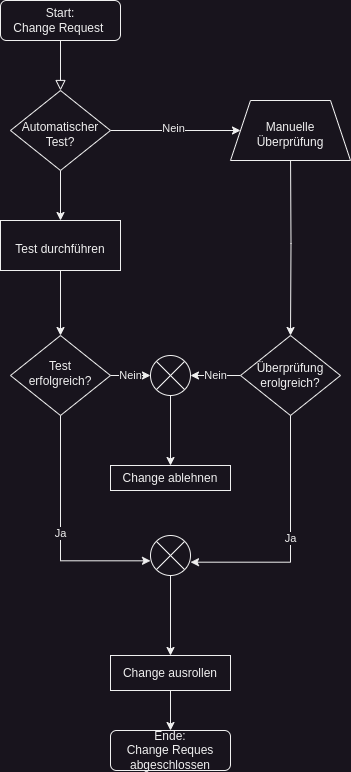 Start:
Change Request
Automatischer
Test?
Nein
Manuelle
Überprüfung
Test durchführen
Test
erfolgreich?
Nein
Nein
Überprüfung
erolgreich?
Change ablehnen
Ja
Ja
Change ausrollen
Ende:
Change Reques
abgeschlossen